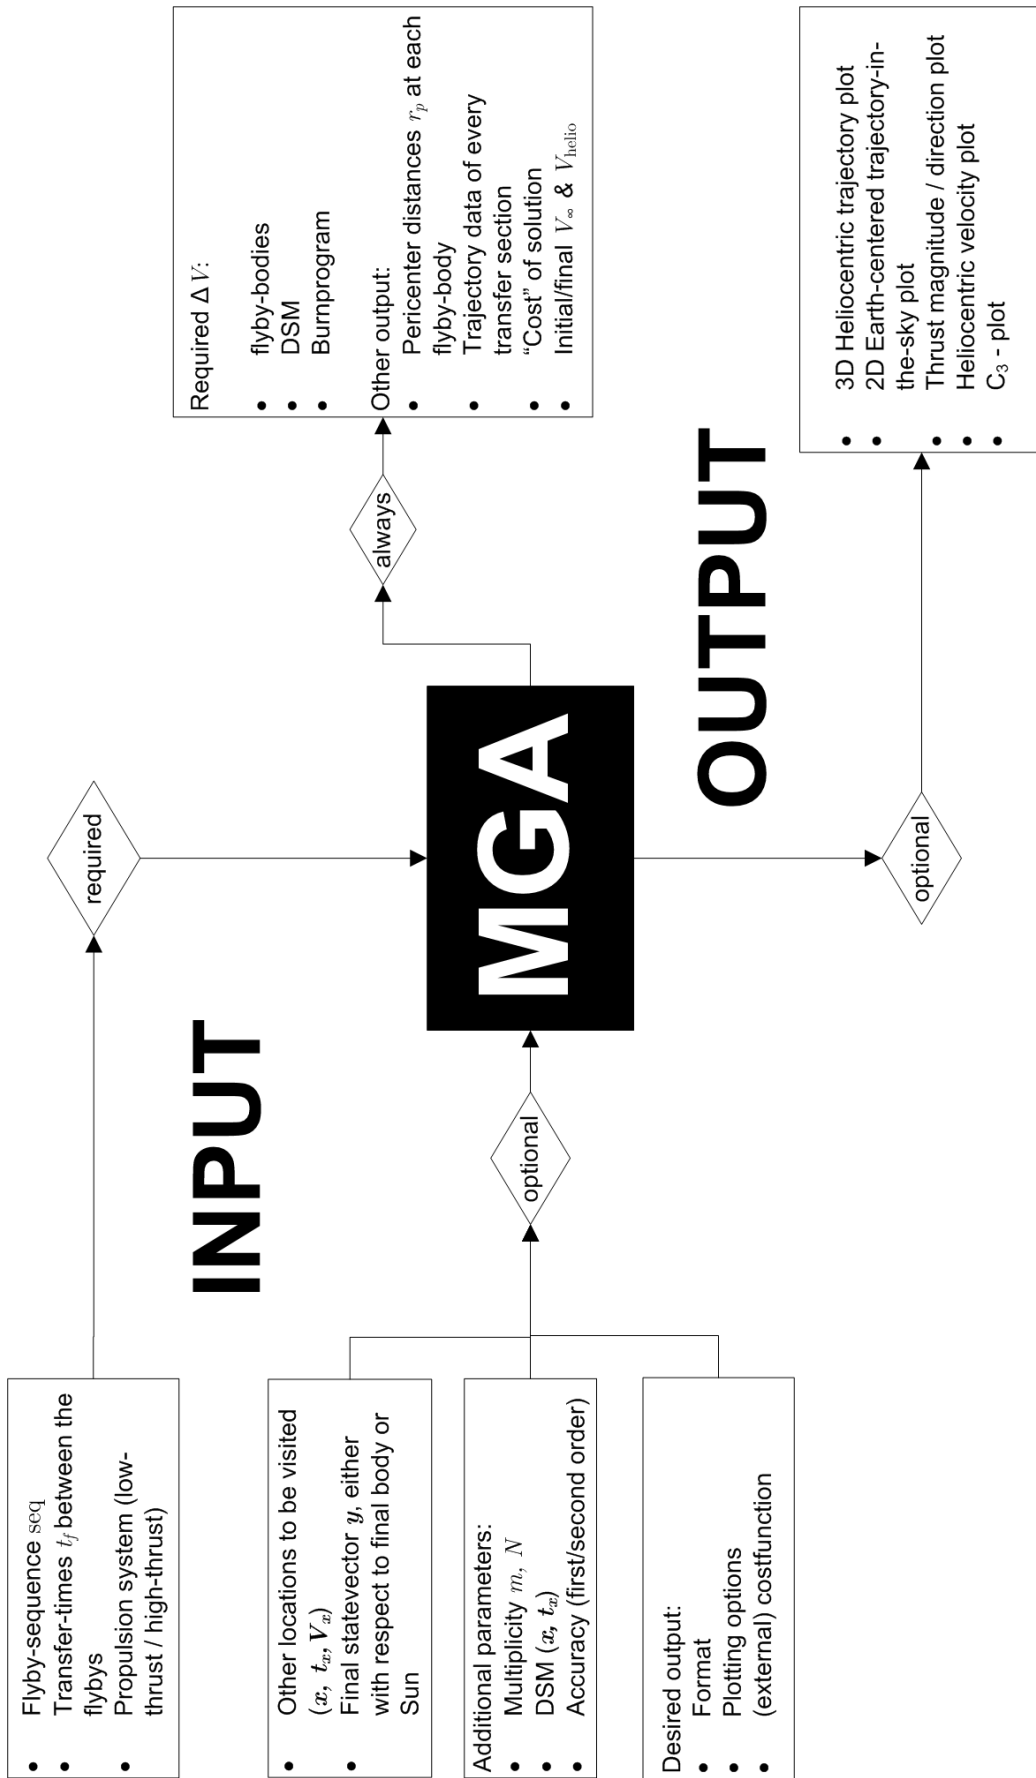 INPUT
• Flyby-sequence seq
Transfer-times t_f between the
flybys
• Propulsion system (low-
thrust / high-thrust)
required
• Other locations to be visited
(x, t_x, V_x)
• Final statevector y, either
with respect to final body or
Sun
Additional parameters:
• Multiplicity m, N
• DSM (x, t_x)
• Accuracy (first/second order)
Desired output:
• Format
• Plotting options
• (external) costfunction
optional
MGA
OUTPUT
always
Required ΔV:
• flyby-bodies
• DSM
• Burnprogram
Other output:
• Pericenter distances r_p at each
flyby-body
• Trajectory data of every
transfer section
• “Cost” of solution
• Initial/final V_∞ & V_helio
optional
• 3D Heliocentric trajectory plot
• 2D Earth-centered trajectory-in-
the-sky plot
• Thrust magnitude / direction plot
• Heliocentric velocity plot
• C₃ - plot